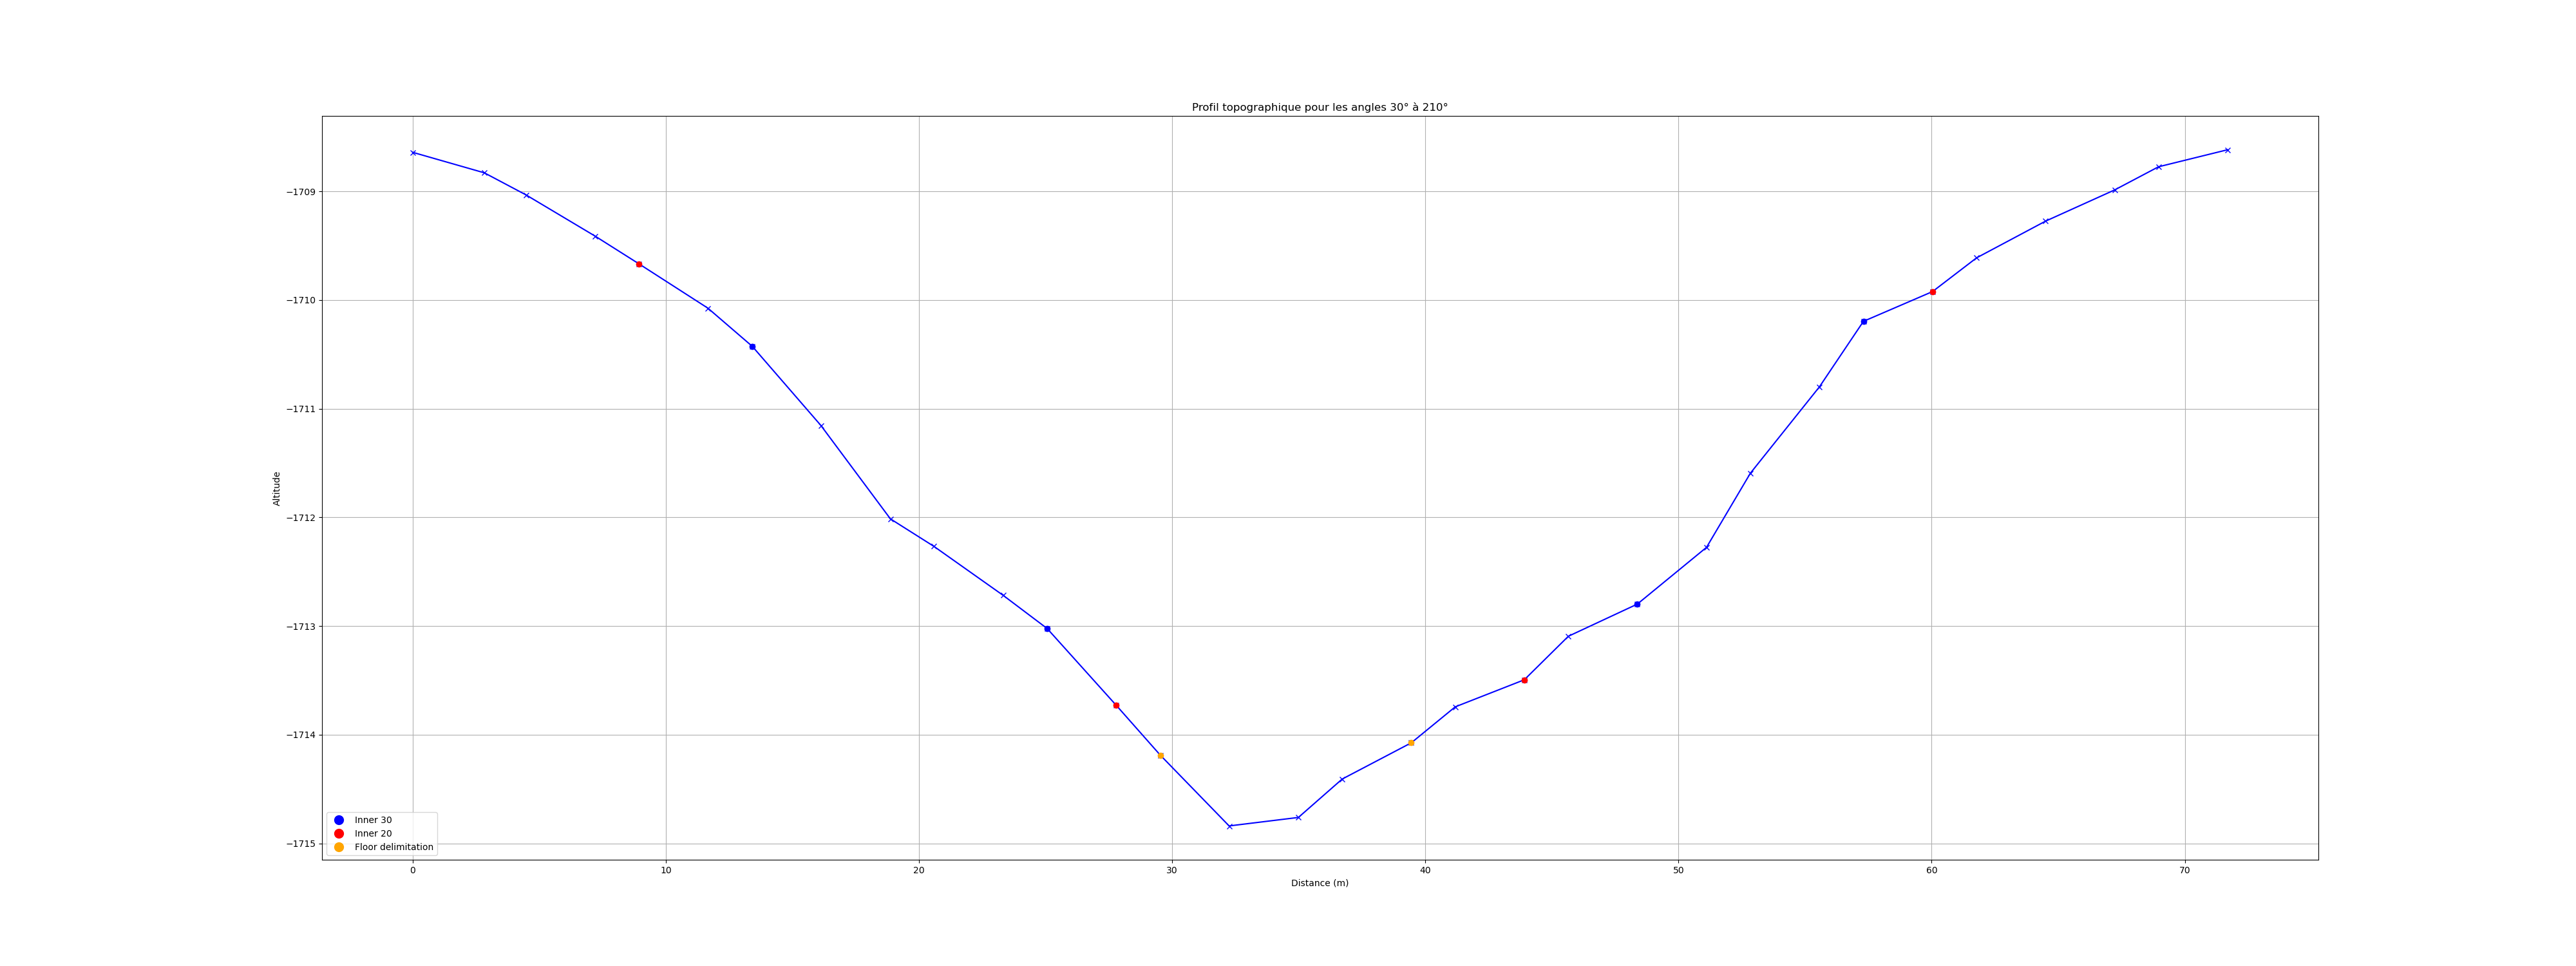 Profil topographique pour les angles 30° à 210°
Altitude
−1709
−1710
−1711
−1712
−1713
−1714
−1715
Inner 30
Inner 20
Floor delimitation
0 10 20 30 40 50 60 70
Distance (m)